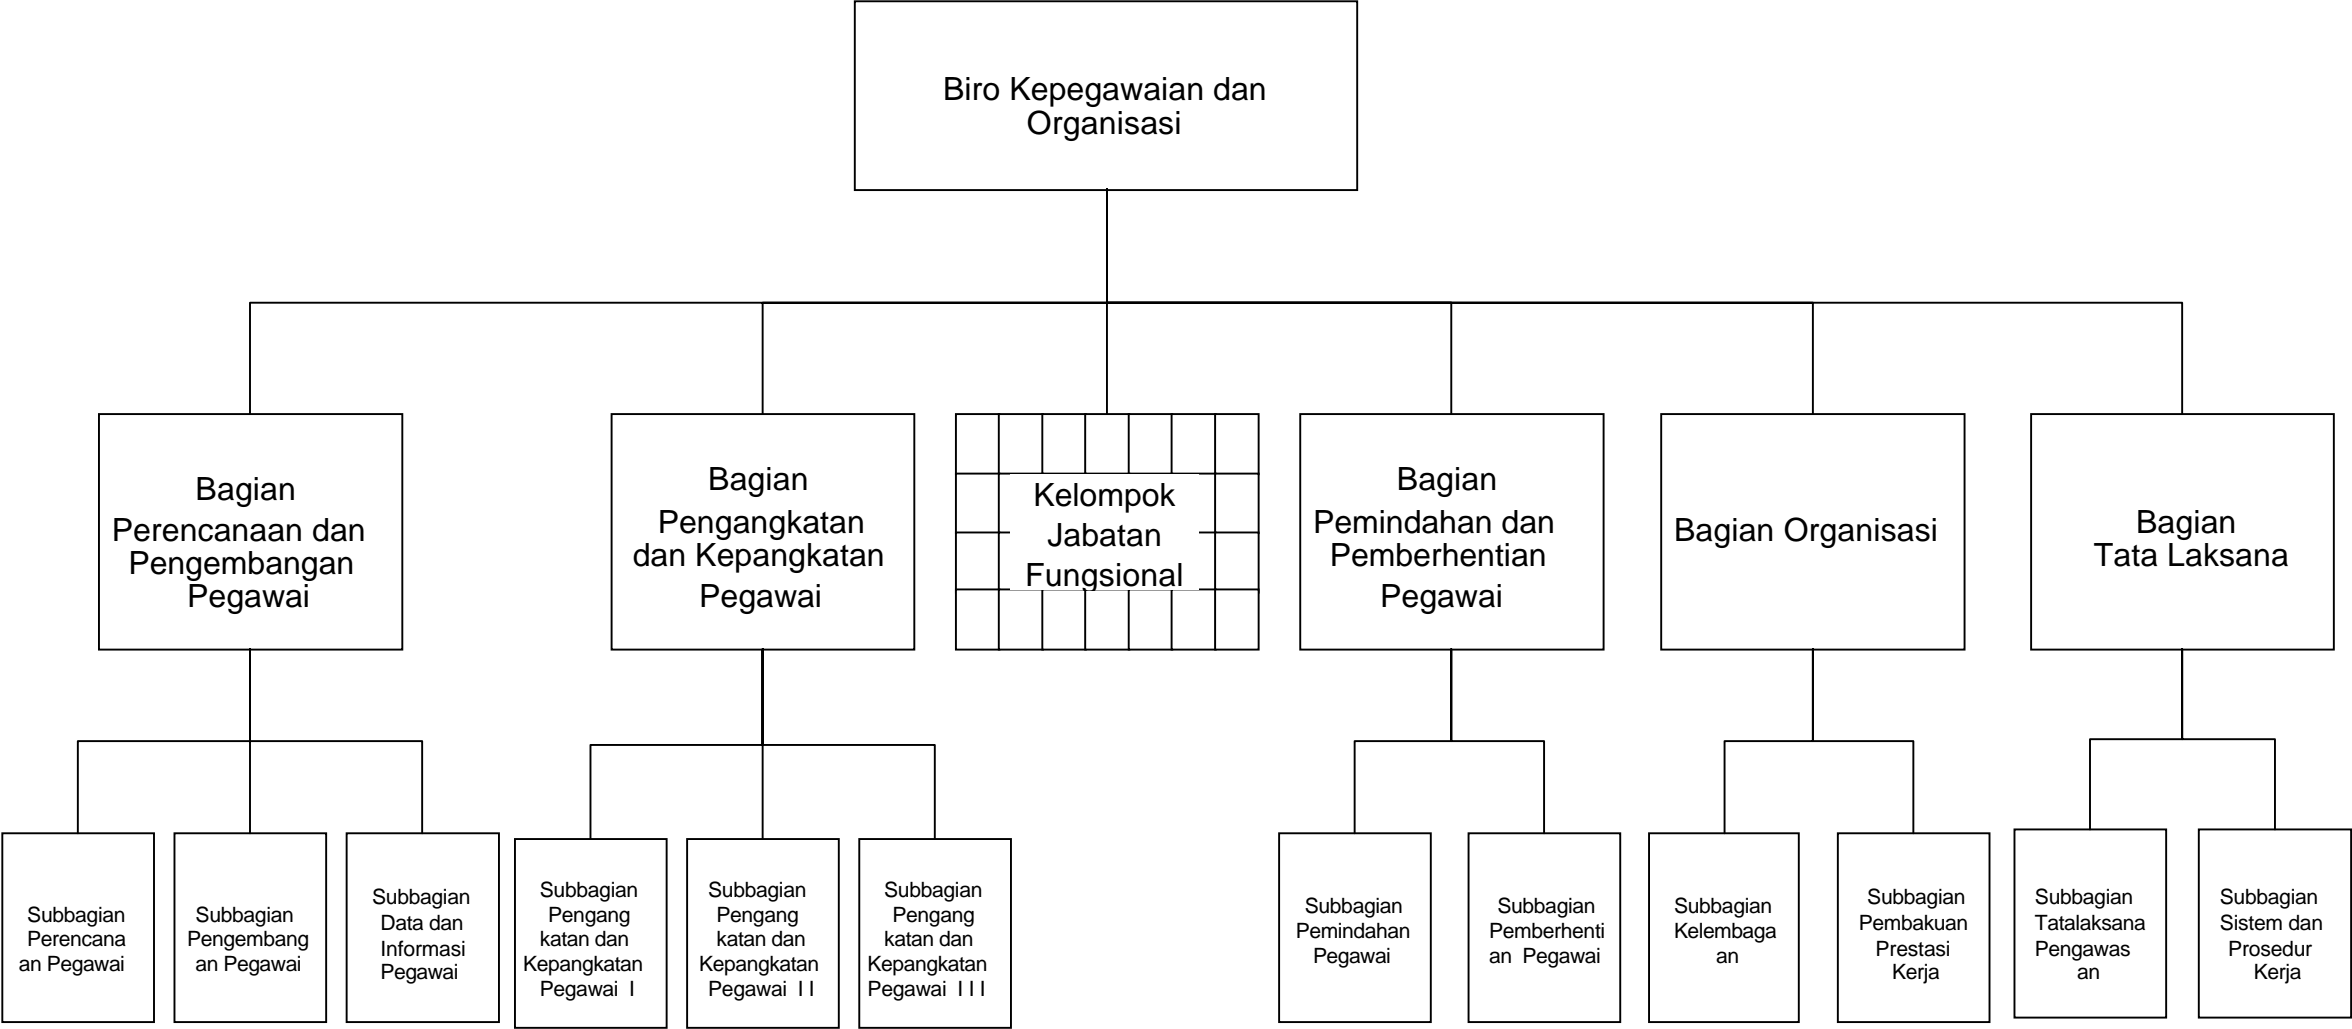 Biro Kepegawaian dan
Organisasi
Bagian
Perencanaan dan
Pengembangan
Pegawai
Bagian
Pengangkatan
dan Kepangkatan
Pegawai
Kelompok
Jabatan
Fungsional
Bagian
Pemindahan dan
Pemberhentian
Pegawai
Bagian Organisasi
Bagian
Tata Laksana
Subbagian
Perencana
an Pegawai
Subbagian
Pengembang
an Pegawai
Subbagian
Data dan
Informasi
Pegawai
Subbagian
Pengang
katan dan
Kepangkatan
Pegawai I
Subbagian
Pengang
katan dan
Kepangkatan
Pegawai II
Subbagian
Pengang
katan dan
Kepangkatan
Pegawai III
Subbagian
Pemindahan
Pegawai
Subbagian
Pemberhenti
an Pegawai
Subbagian
Kelembaga
an
Subbagian
Pembakuan
Prestasi
Kerja
Subbagian
Tatalaksana
Pengawas
an
Subbagian
Sistem dan
Prosedur
Kerja